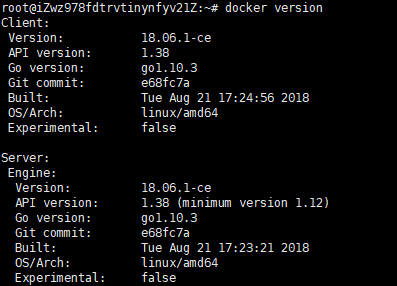 root@iZwz978fdtrvtinynfyv21Z:~# docker version
Client:
 Version:           18.06.1-ce
 API version:       1.38
 Go version:        go1.10.3
 Git commit:        e68fc7a
 Built:             Tue Aug 21 17:24:56 2018
 OS/Arch:           linux/amd64
 Experimental:      false
Server:
 Engine:
  Version:          18.06.1-ce
  API version:      1.38 (minimum version 1.12)
  Go version:       go1.10.3
  Git commit:       e68fc7a
  Built:            Tue Aug 21 17:23:21 2018
  OS/Arch:          linux/amd64
  Experimental:     false